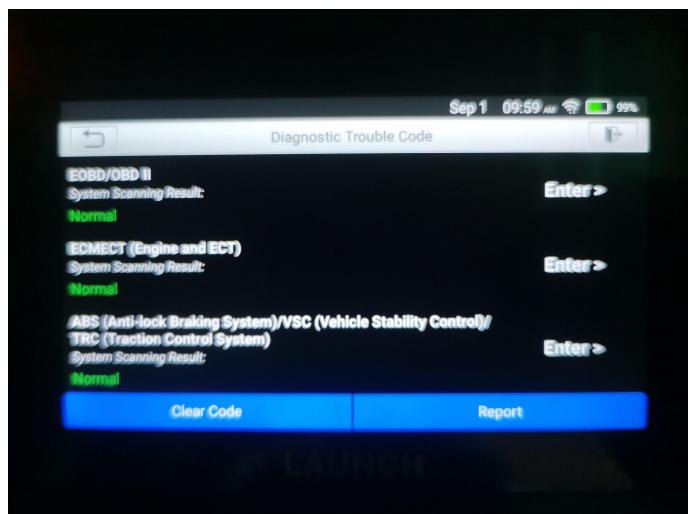 Sep 1 09:59 AM 99%
Diagnostic Trouble Code
EOBD/OBD II
System Scanning Result:
Enter >
Normal
ECMECT (Engine and ECT)
System Scanning Result:
Enter >
Normal
ABS (Anti-lock Braking System)/VSC (Vehicle Stability Control)/
TRC (Traction Control System)
System Scanning Result:
Enter >
Normal
Clear Code Report
LAUNCH